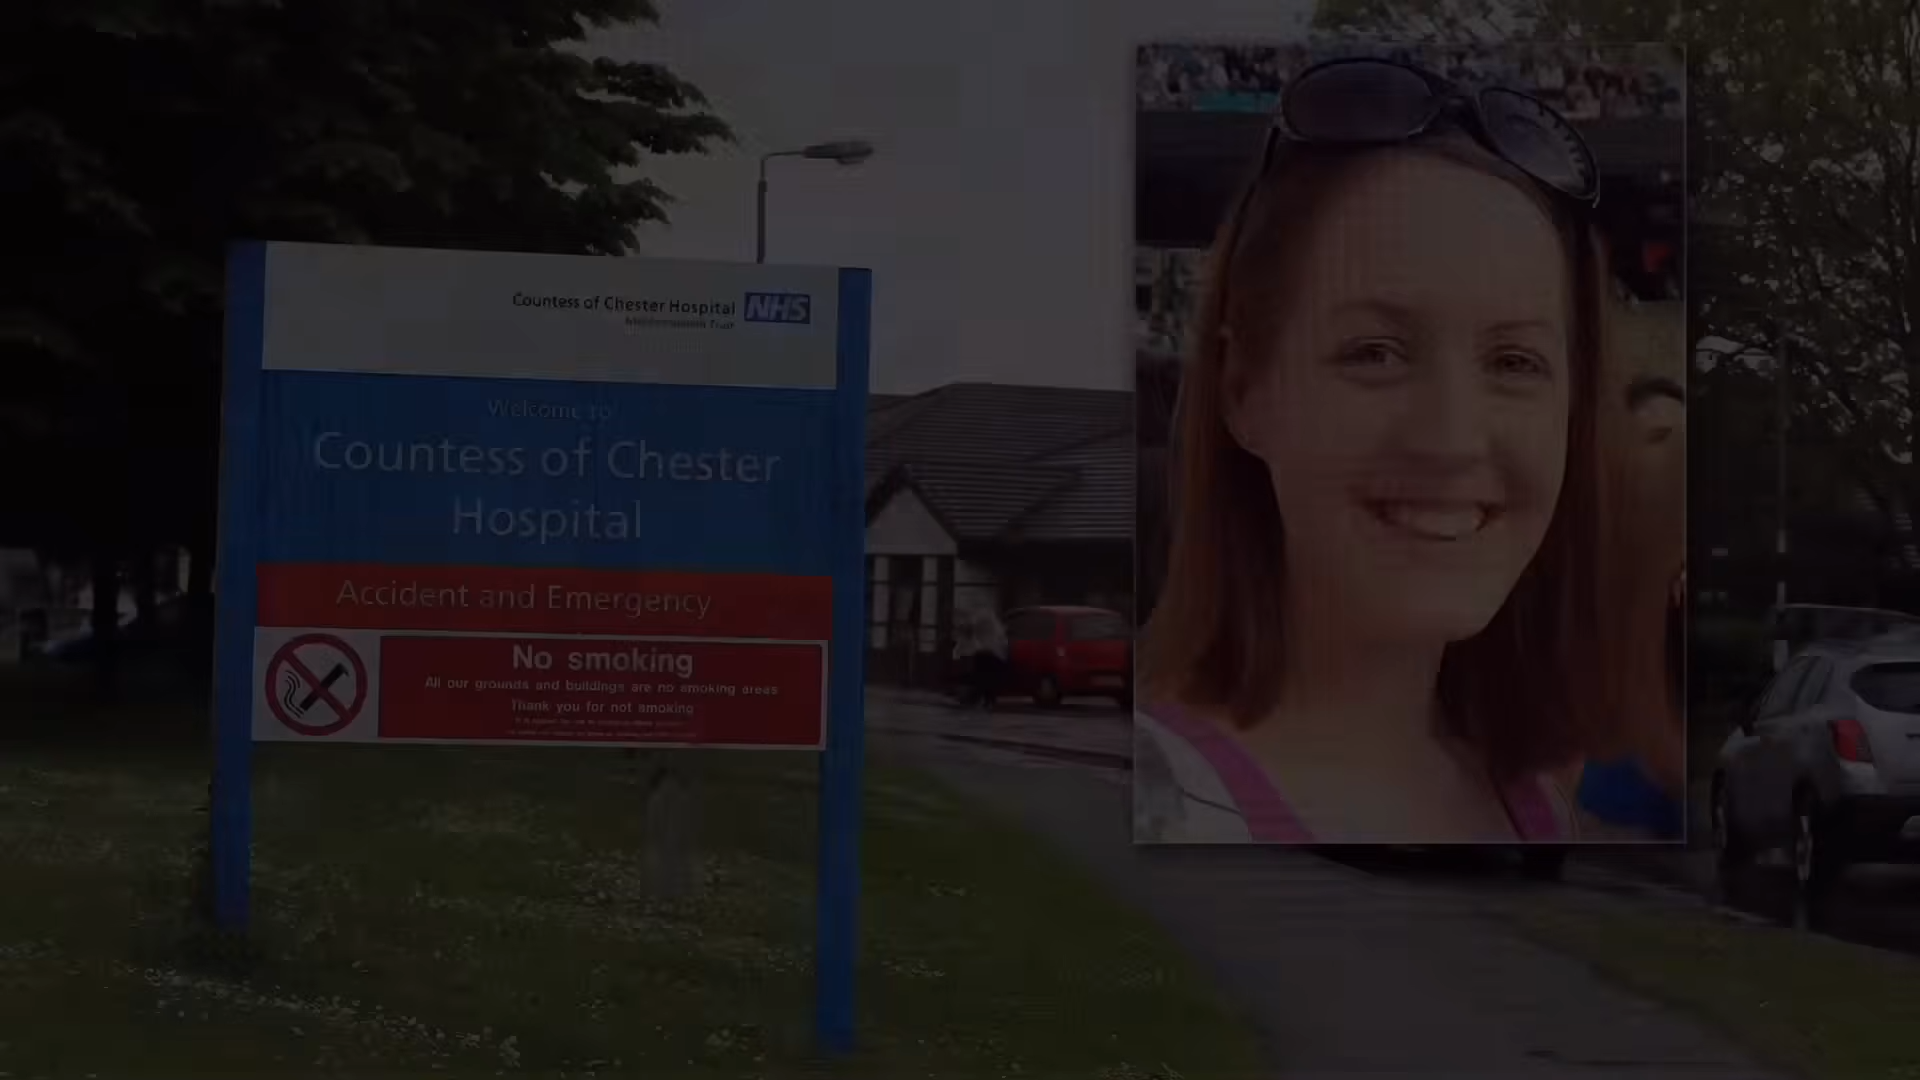 Countess of Chester Hospital NHS
Trust
Welcome to
Countess of Chester
Hospital
Accident and Emergency
No smoking
All our grounds and buildings are no smoking areas
Thank you for not smoking